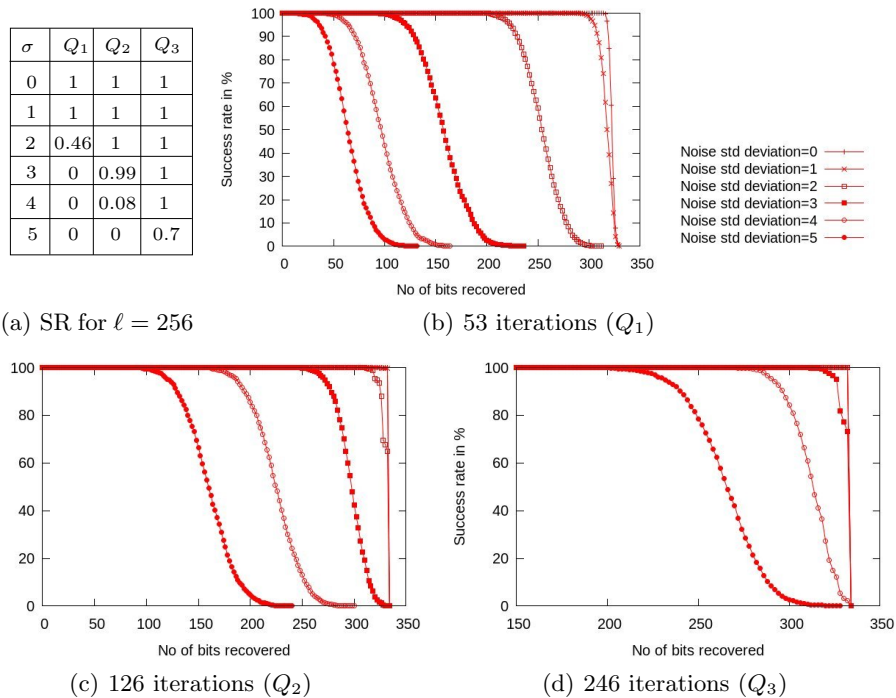 σ Q₁ Q₂ Q₃
0 1 1 1
1 1 1 1
2 0.46 1 1
3 0 0.99 1
4 0 0.08 1
5 0 0 0.7
(a) SR for ℓ = 256
100
90
80
70
60
50
40
30
20
10
0
Success rate in %
0 50 100 150 200 250 300 350
No of bits recovered
Noise std deviation=0
Noise std deviation=1
Noise std deviation=2
Noise std deviation=3
Noise std deviation=4
Noise std deviation=5
(b) 53 iterations (Q₁)
100
80
60
40
20
0
0 50 100 150 200 250 300 350
No of bits recovered
(c) 126 iterations (Q₂)
100
80
60
40
20
0
Success rate in %
150 200 250 300 350
No of bits recovered
(d) 246 iterations (Q₃)